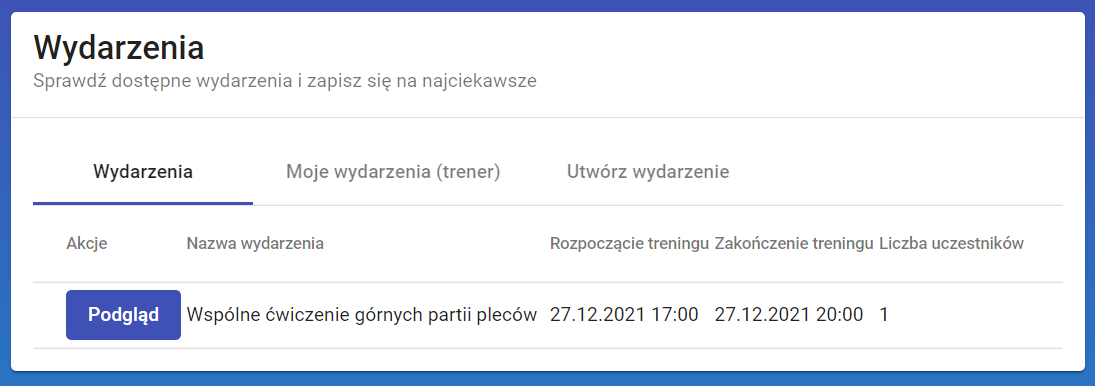 Wydarzenia
Sprawdź dostępne wydarzenia i zapisz się na najciekawsze
Wydarzenia Moje wydarzenia (trener) Utwórz wydarzenie
Akcje Nazwa wydarzenia Rozpoczącie treningu Zakończenie treningu Liczba uczestników
Podgląd Wspólne ćwiczenie górnych partii pleców 27.12.2021 17:00 27.12.2021 20:00 1